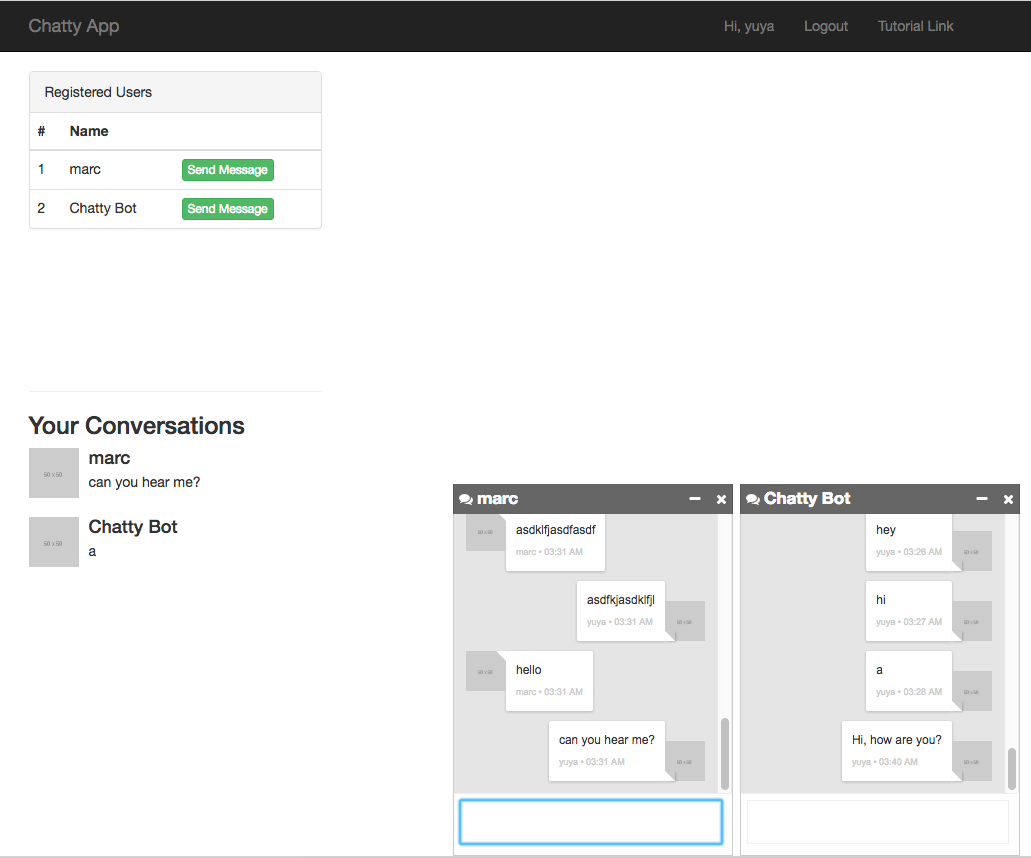 Chatty App Hi, yuya Logout Tutorial Link
Registered Users
# Name
1 marc Send Message
2 Chatty Bot Send Message
Your Conversations
50 x 50
marc
can you hear me?
50 x 50
Chatty Bot
a
marc
50 x 50
asdklfjasdfasdf
marc • 03:31 AM
asdfkjasdklfjl
yuya • 03:31 AM
50 x 50
50 x 50
hello
marc • 03:31 AM
can you hear me?
yuya • 03:31 AM
50 x 50
Chatty Bot
hey
yuya • 03:26 AM
50 x 50
hi
yuya • 03:27 AM
50 x 50
a
yuya • 03:28 AM
50 x 50
Hi, how are you?
yuya • 03:40 AM
50 x 50